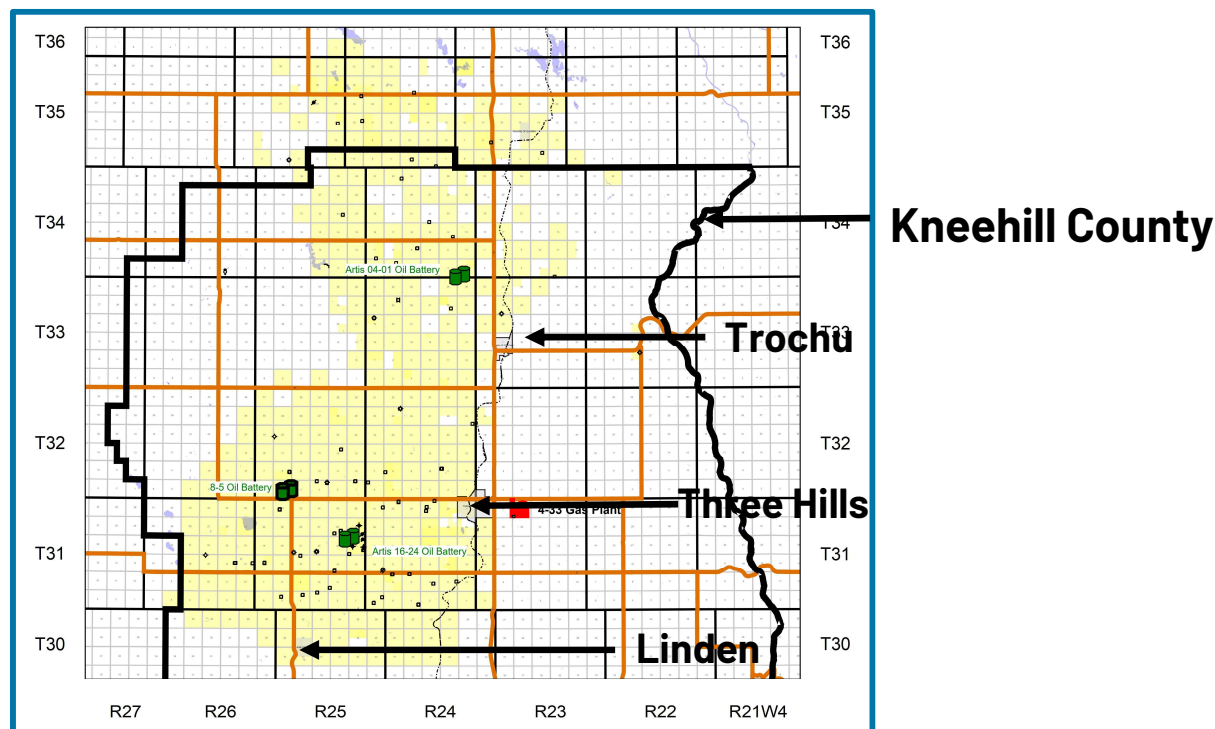 T36 T36
T35 T35
T34 T34
Kneehill County
Artis 04-01 Oil Battery
T33 T33
Trochu
T32 T32
8-5 Oil Battery
Three Hills
4-33 Gas Plant
Artis 16-24 Oil Battery
T31 T31
T30 T30
Linden
R27 R26 R25 R24 R23 R22 R21W4